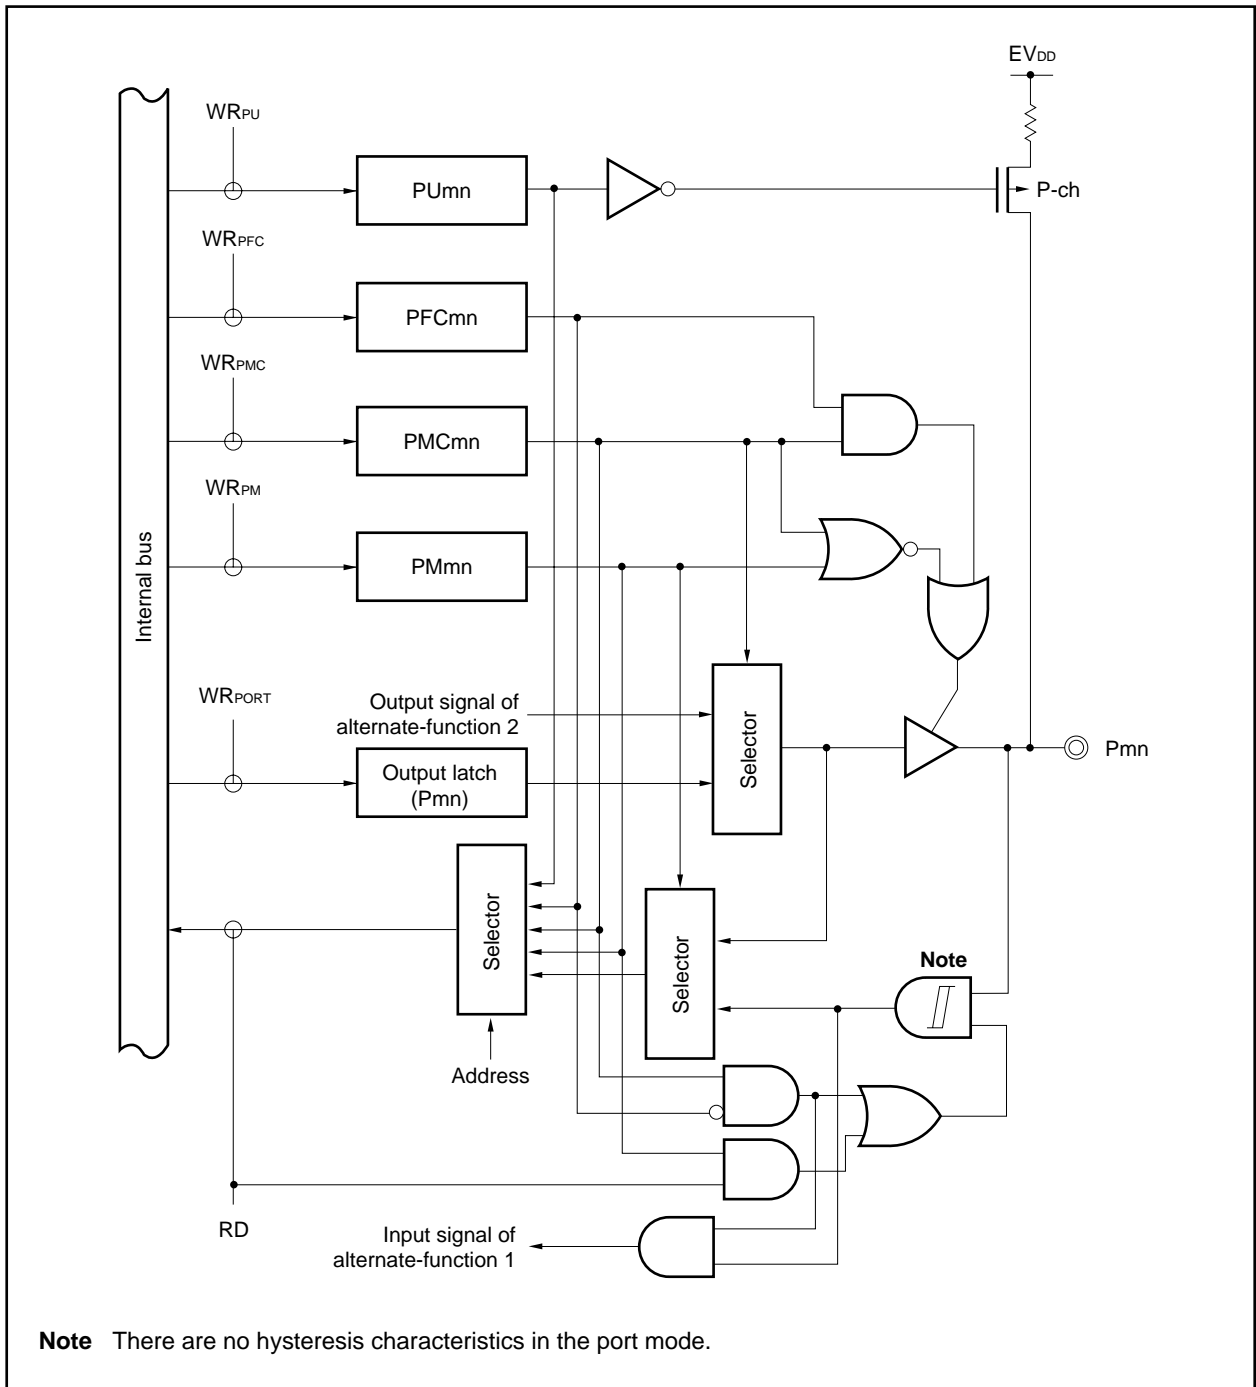 EVDD
WRPU
PUmn
P-ch
WRPFC
PFCmn
WRPMC
PMCmn
WRPM
PMmn
Internal bus
WRPORT
Output signal of
alternate-function 2
Selector
Pmn
Output latch
(Pmn)
Selector
Selector
Note
Address
RD
Input signal of
alternate-function 1
Note There are no hysteresis characteristics in the port mode.